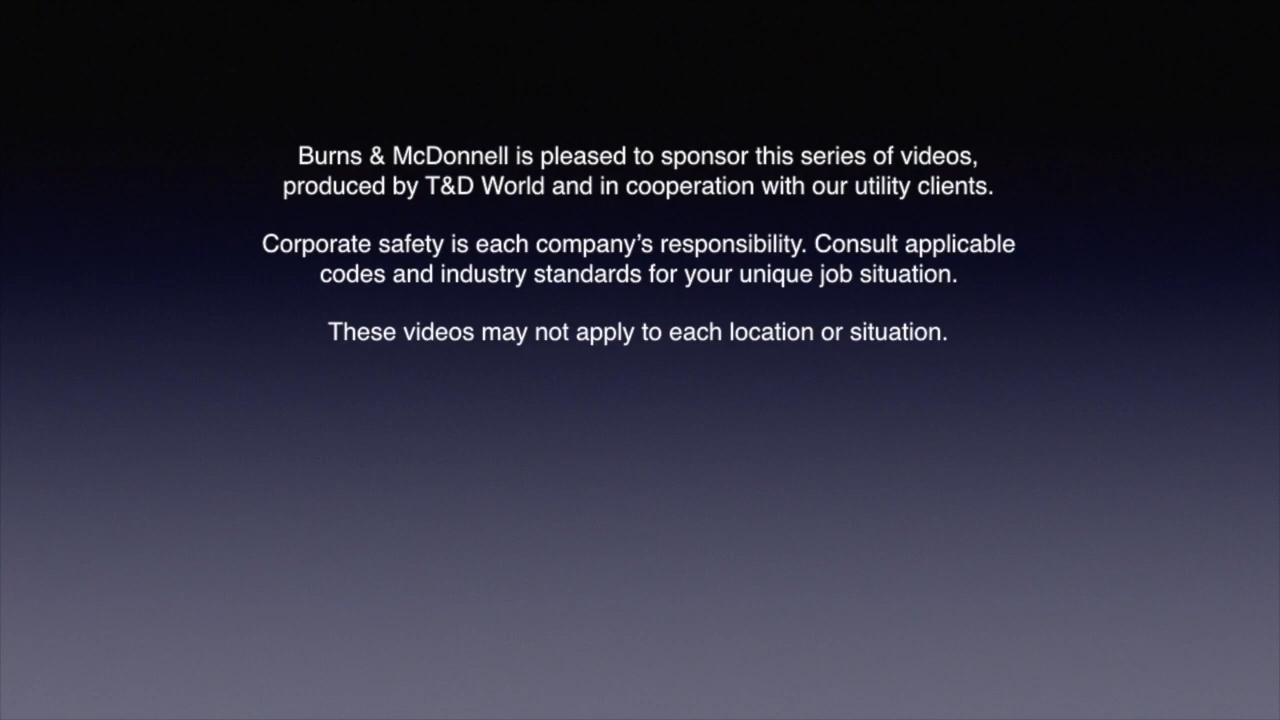 Burns & McDonnell is pleased to sponsor this series of videos,
produced by T&D World and in cooperation with our utility clients.
Corporate safety is each company’s responsibility. Consult applicable
codes and industry standards for your unique job situation.
These videos may not apply to each location or situation.